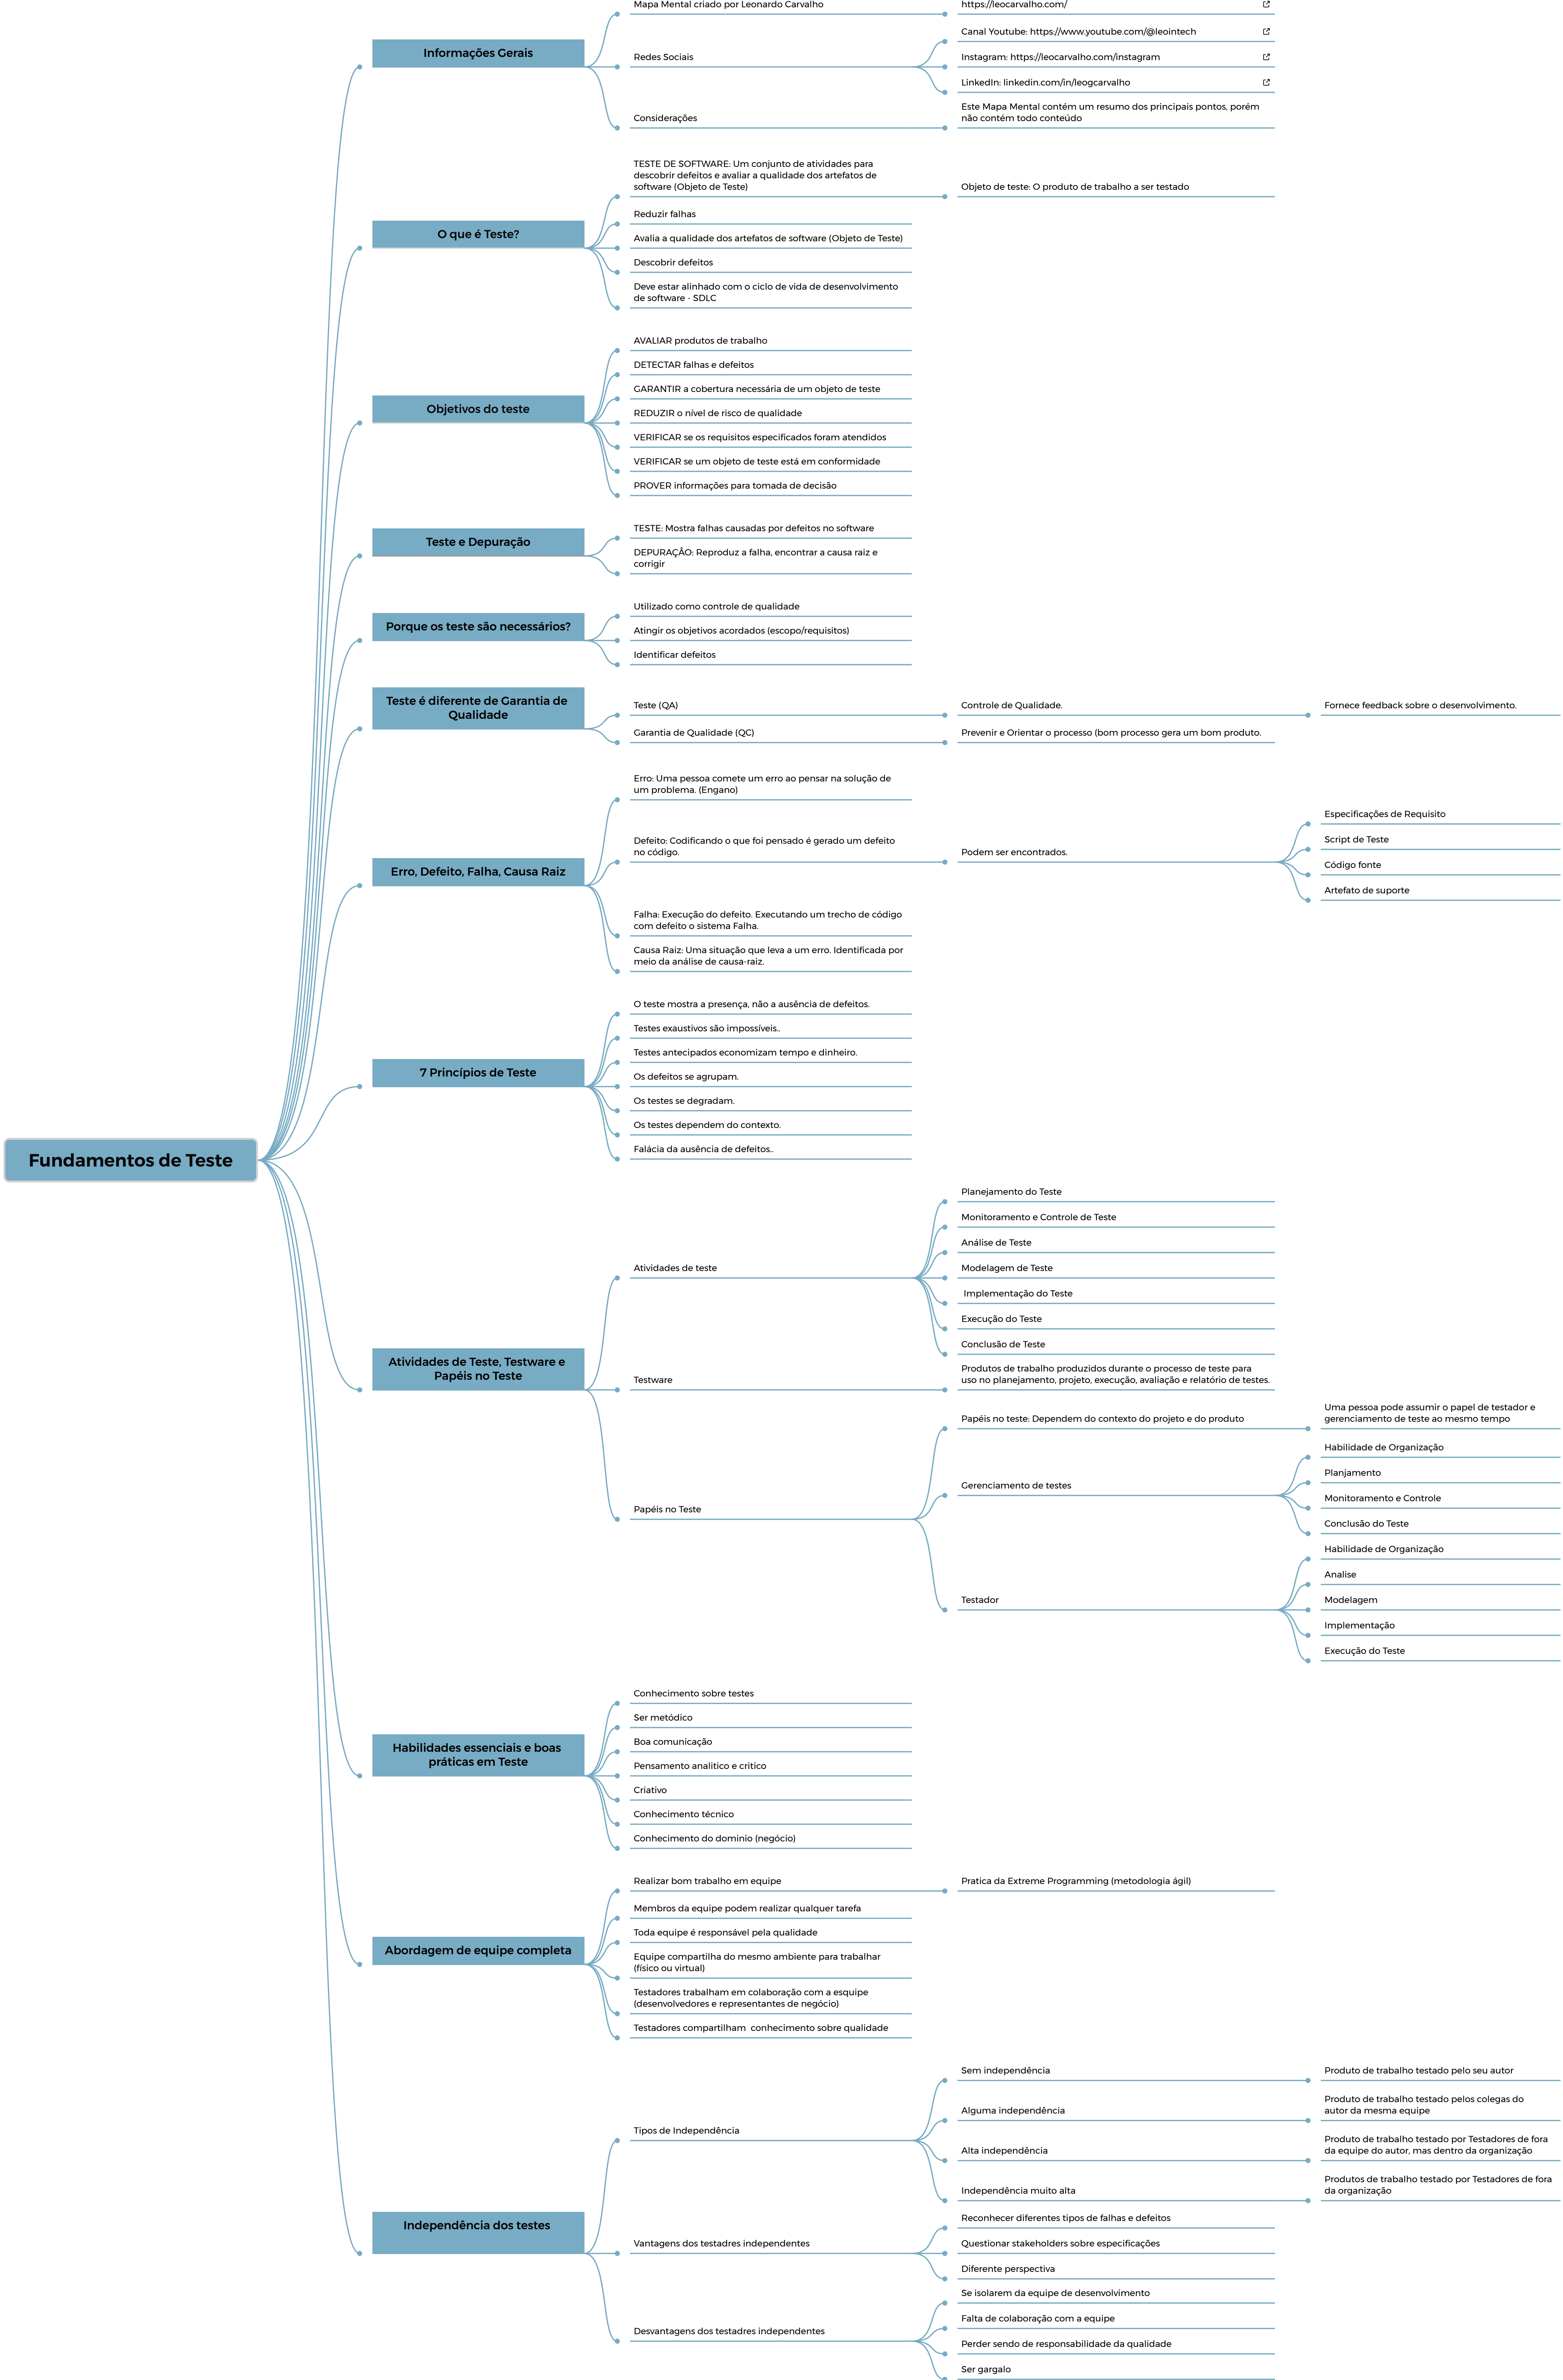 Fundamentos de Teste
Informações Gerais
Mapa Mental criado por Leonardo Carvalho
https://leocarvalho.com/
Redes Sociais
Canal Youtube: https://www.youtube.com/@leointech
Instagram: https://leocarvalho.com/instagram
LinkedIn: linkedin.com/in/leogcarvalho
Considerações
Este Mapa Mental contém um resumo dos principais pontos, porém
não contém todo conteúdo
O que é Teste?
TESTE DE SOFTWARE: Um conjunto de atividades para
descobrir defeitos e avaliar a qualidade dos artefatos de
software (Objeto de Teste)
Objeto de teste: O produto de trabalho a ser testado
Reduzir falhas
Avalia a qualidade dos artefatos de software (Objeto de Teste)
Descobrir defeitos
Deve estar alinhado com o ciclo de vida de desenvolvimento
de software - SDLC
Objetivos do teste
AVALIAR produtos de trabalho
DETECTAR falhas e defeitos
GARANTIR a cobertura necessária de um objeto de teste
REDUZIR o nível de risco de qualidade
VERIFICAR se os requisitos especificados foram atendidos
VERIFICAR se um objeto de teste está em conformidade
PROVER informações para tomada de decisão
Teste e Depuração
TESTE: Mostra falhas causadas por defeitos no software
DEPURAÇÂO: Reproduz a falha, encontrar a causa raiz e
corrigir
Porque os teste são necessários?
Utilizado como controle de qualidade
Atingir os objetivos acordados (escopo/requisitos)
Identificar defeitos
Teste é diferente de Garantia de
Qualidade
Teste (QA)
Controle de Qualidade.
Fornece feedback sobre o desenvolvimento.
Garantia de Qualidade (QC)
Prevenir e Orientar o processo (bom processo gera um bom produto.
Erro, Defeito, Falha, Causa Raiz
Erro: Uma pessoa comete um erro ao pensar na solução de
um problema. (Engano)
Defeito: Codificando o que foi pensado é gerado um defeito
no código.
Podem ser encontrados.
Especificações de Requisito
Script de Teste
Código fonte
Artefato de suporte
Falha: Execução do defeito. Executando um trecho de código
com defeito o sistema Falha.
Causa Raiz: Uma situação que leva a um erro. Identificada por
meio da análise de causa-raiz.
7 Princípios de Teste
O teste mostra a presença, não a ausência de defeitos.
Testes exaustivos são impossíveis..
Testes antecipados economizam tempo e dinheiro.
Os defeitos se agrupam.
Os testes se degradam.
Os testes dependem do contexto.
Falácia da ausência de defeitos..
Atividades de Teste, Testware e
Papéis no Teste
Atividades de teste
Planejamento do Teste
Monitoramento e Controle de Teste
Análise de Teste
Modelagem de Teste
Implementação do Teste
Execução do Teste
Conclusão de Teste
Testware
Produtos de trabalho produzidos durante o processo de teste para
uso no planejamento, projeto, execução, avaliação e relatório de testes.
Papéis no Teste
Papéis no teste: Dependem do contexto do projeto e do produto
Uma pessoa pode assumir o papel de testador e
gerenciamento de teste ao mesmo tempo
Gerenciamento de testes
Habilidade de Organização
Planjamento
Monitoramento e Controle
Conclusão do Teste
Testador
Habilidade de Organização
Analise
Modelagem
Implementação
Execução do Teste
Habilidades essenciais e boas
práticas em Teste
Conhecimento sobre testes
Ser metódico
Boa comunicação
Pensamento analitico e critico
Criativo
Conhecimento técnico
Conhecimento do dominio (negócio)
Abordagem de equipe completa
Realizar bom trabalho em equipe
Pratica da Extreme Programming (metodologia ágil)
Membros da equipe podem realizar qualquer tarefa
Toda equipe é responsável pela qualidade
Equipe compartilha do mesmo ambiente para trabalhar
(físico ou virtual)
Testadores trabalham em colaboração com a esquipe
(desenvolvedores e representantes de negócio)
Testadores compartilham  conhecimento sobre qualidade
Independência dos testes
Tipos de Independência
Sem independência
Produto de trabalho testado pelo seu autor
Alguma independência
Produto de trabalho testado pelos colegas do
autor da mesma equipe
Alta independência
Produto de trabalho testado por Testadores de fora
da equipe do autor, mas dentro da organização
Independência muito alta
Produtos de trabalho testado por Testadores de fora
da organização
Vantagens dos testadres independentes
Reconhecer diferentes tipos de falhas e defeitos
Questionar stakeholders sobre especificações
Diferente perspectiva
Desvantagens dos testadres independentes
Se isolarem da equipe de desenvolvimento
Falta de colaboração com a equipe
Perder sendo de responsabilidade da qualidade
Ser gargalo